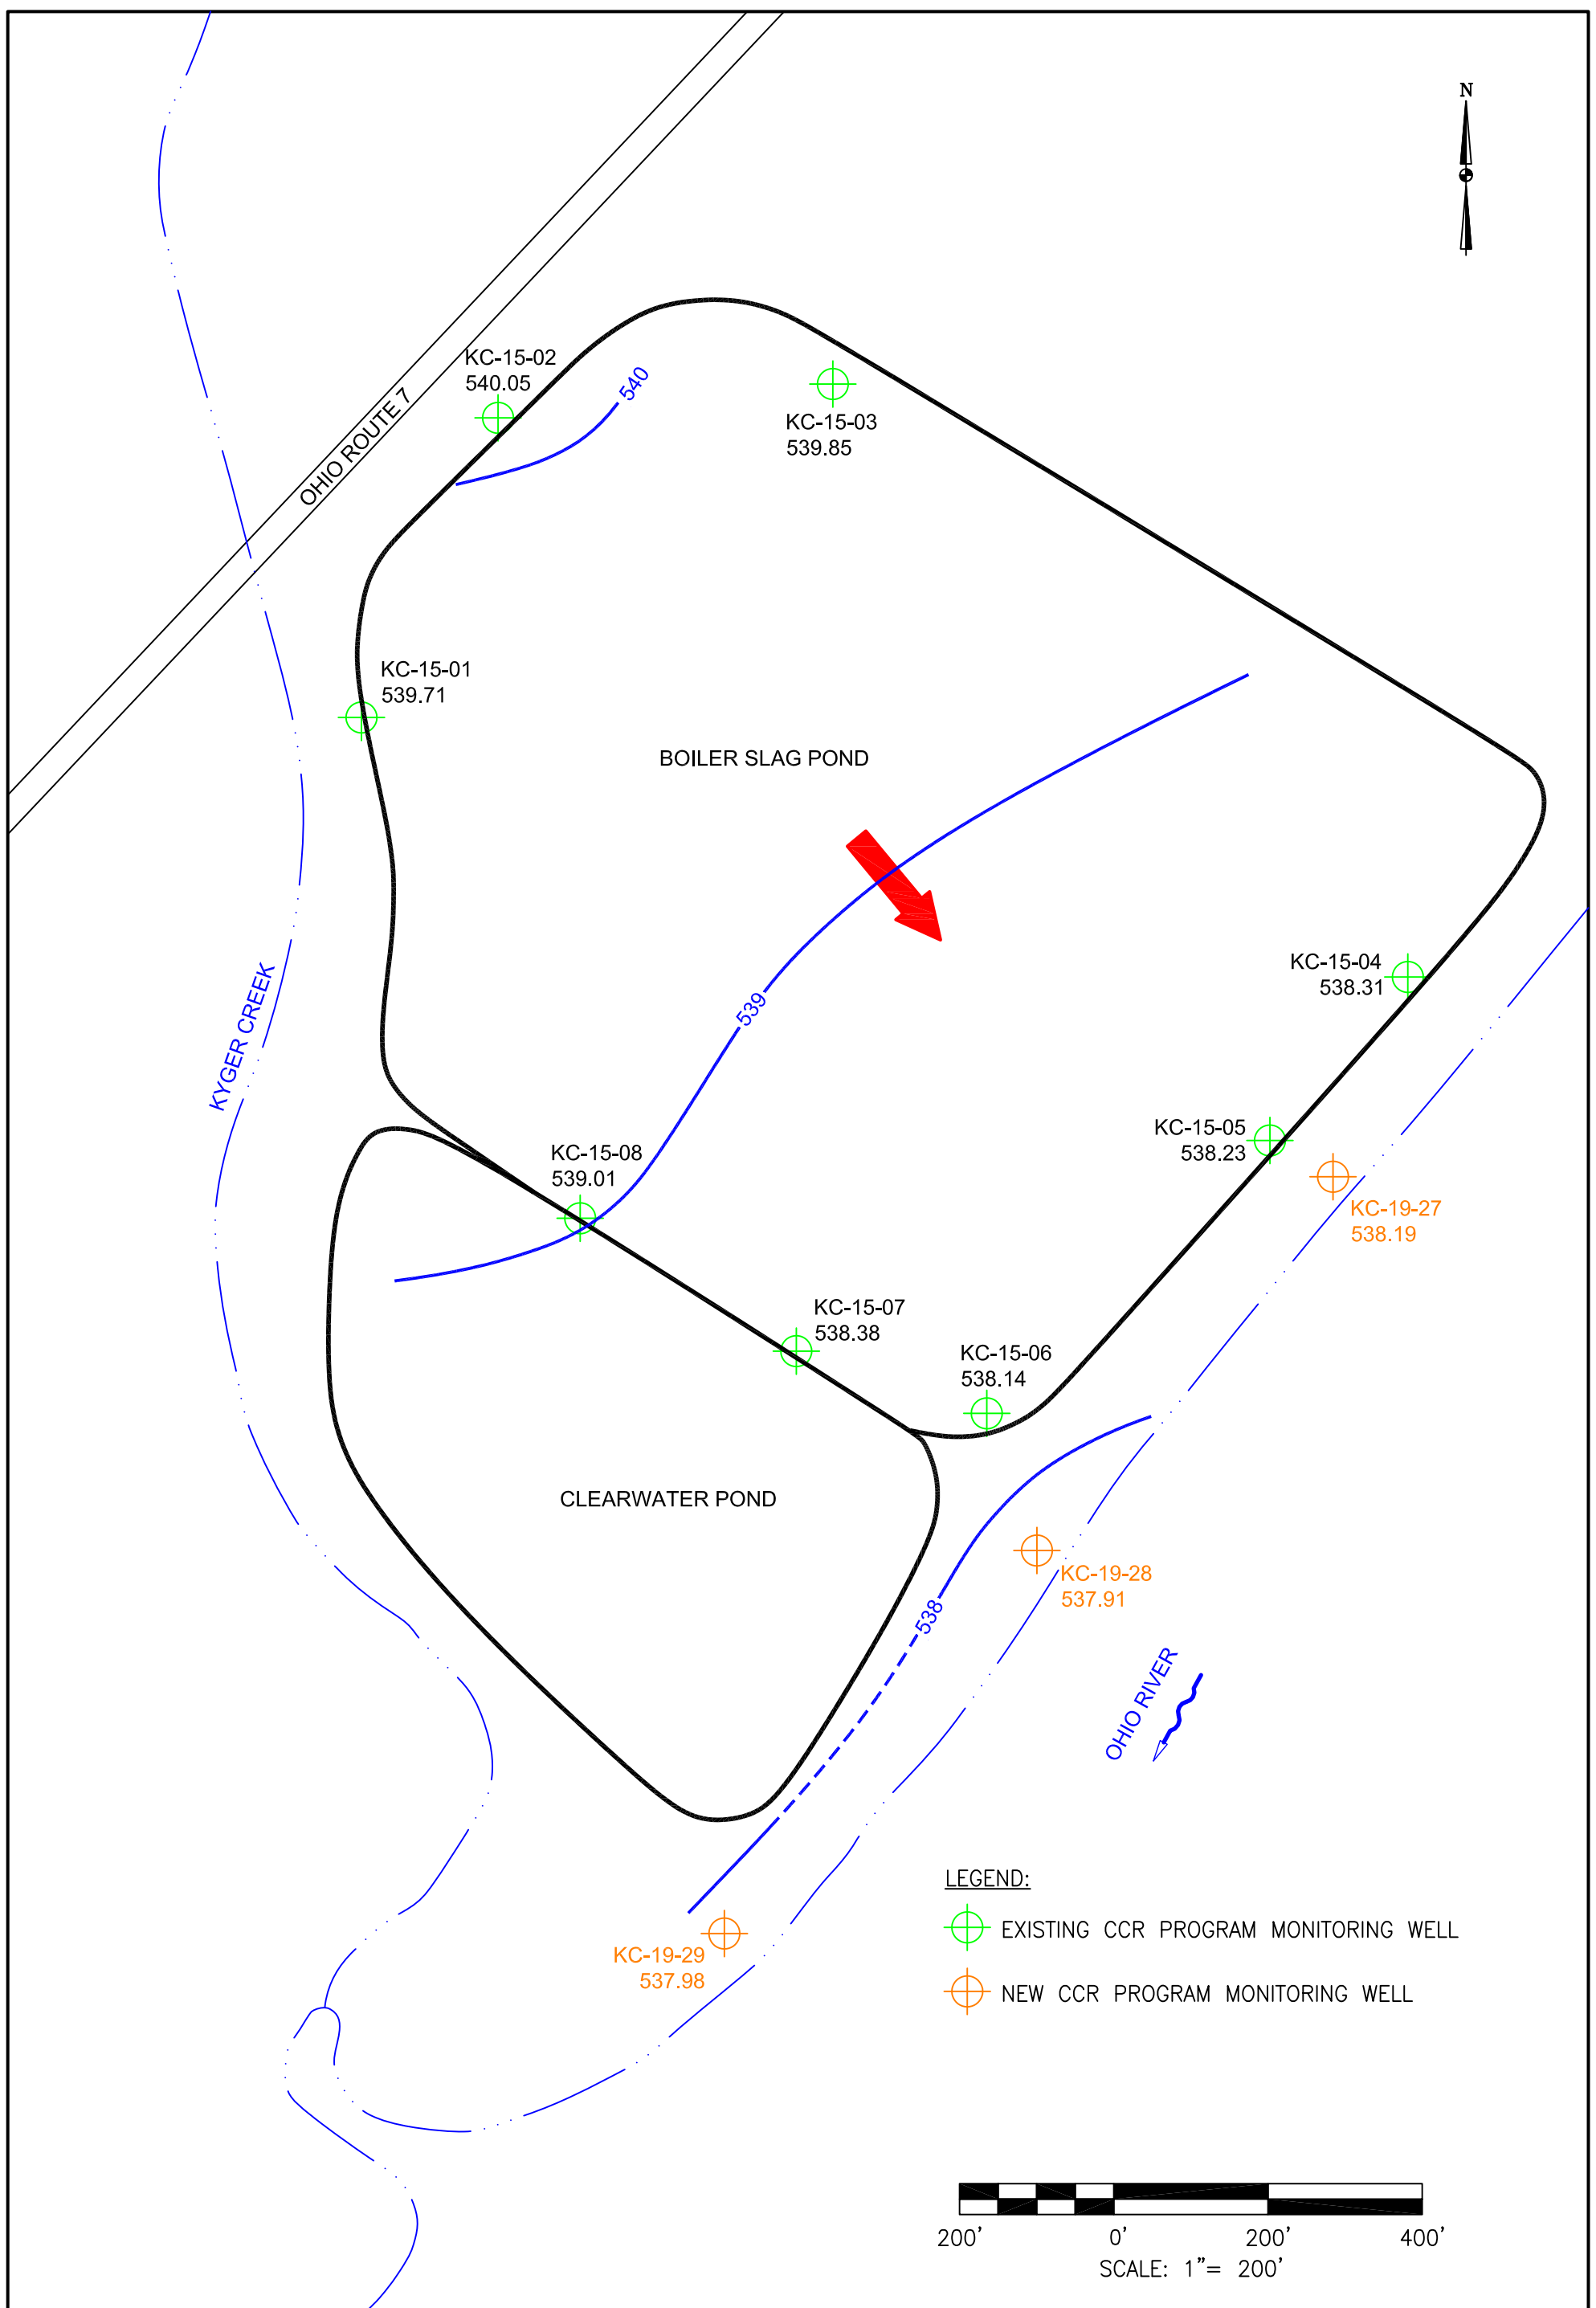 N
KC-15-02
540.05
540
KC-15-03
539.85
OHIO ROUTE 7
KC-15-01
539.71
BOILER SLAG POND
KC-15-04
538.31
539
KYGER CREEK
KC-15-05
538.23
KC-15-08
539.01
KC-19-27
538.19
KC-15-07
538.38
KC-15-06
538.14
CLEARWATER POND
KC-19-28
537.91
538
OHIO RIVER
LEGEND:
EXISTING CCR PROGRAM MONITORING WELL
KC-19-29
537.98
NEW CCR PROGRAM MONITORING WELL
200' 0' 200' 400'
SCALE: 1"= 200'